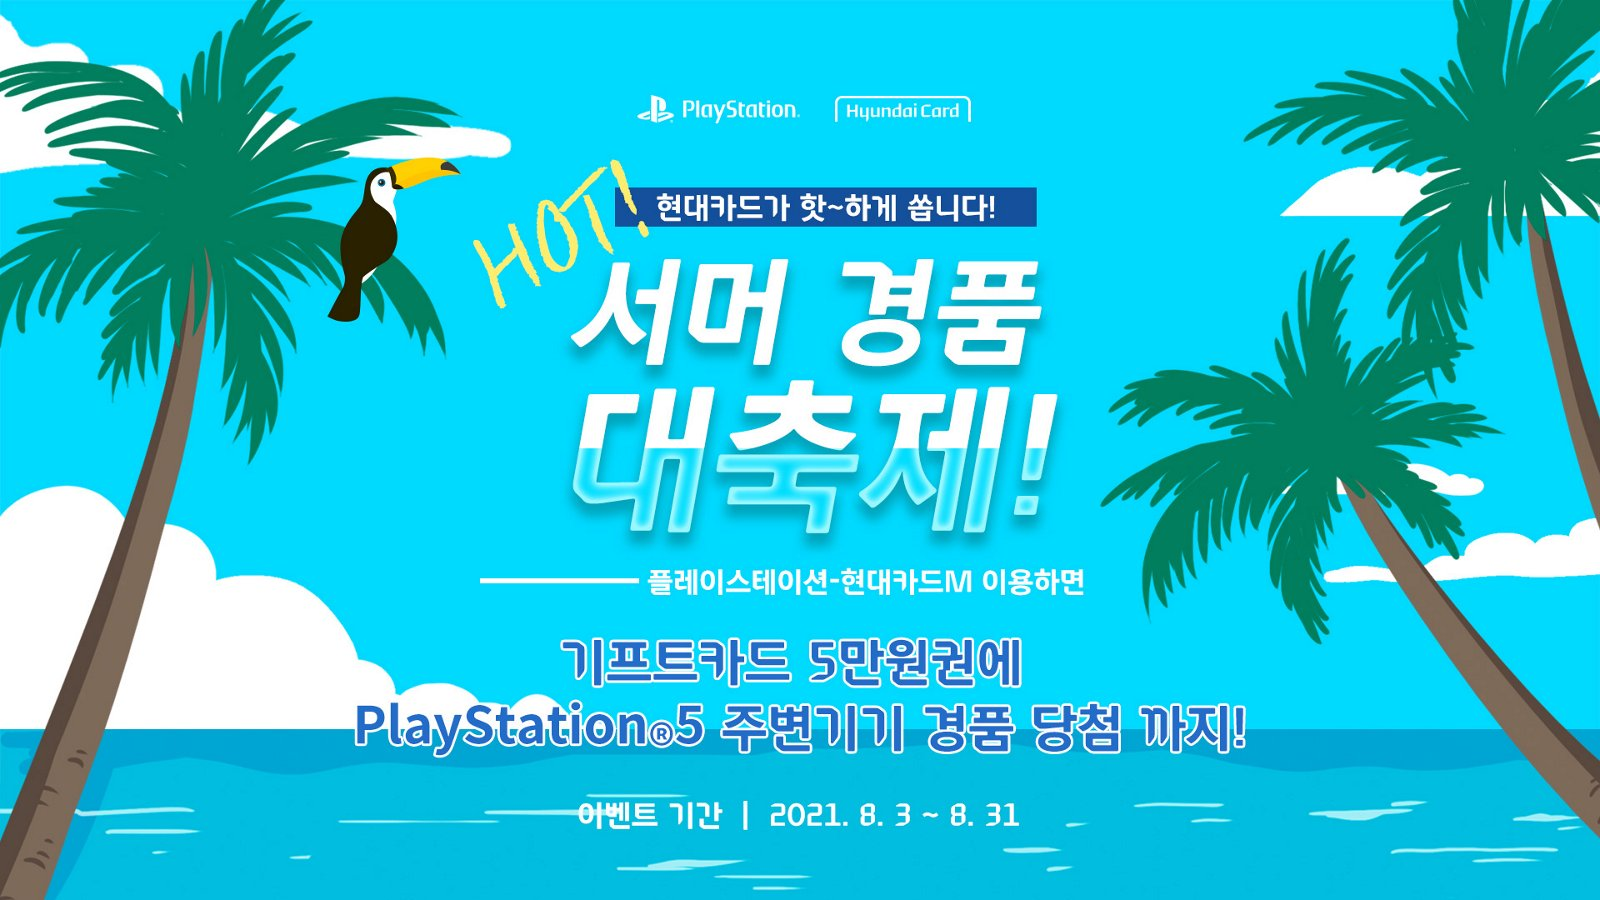 PlayStation®
Hyundai Card
HOT!
현대카드가 핫~하게 쏩니다!
서머 경품
대축제!
플레이스테이션-현대카드M 이용하면
기프트카드 5만원권에
PlayStation®5 주변기기 경품 당첨 까지!
이벤트 기간 | 2021. 8. 3 ~ 8. 31